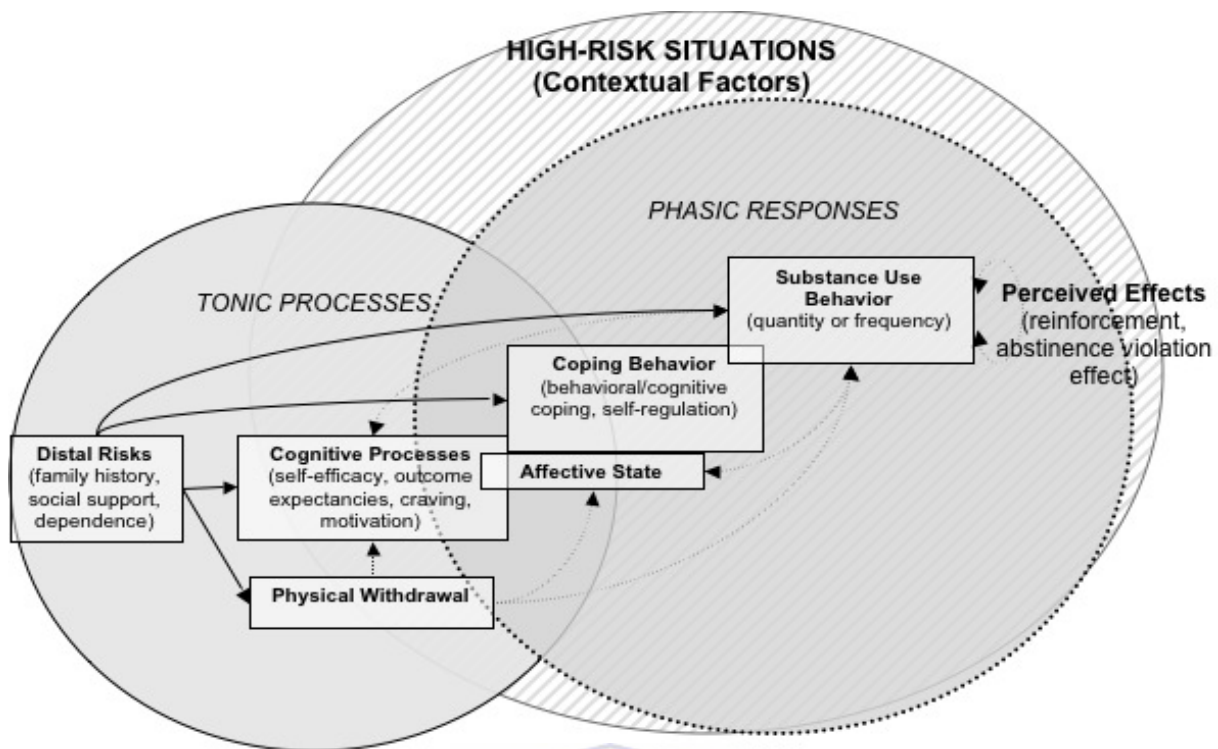 HIGH-RISK SITUATIONS
(Contextual Factors)
PHASIC RESPONSES
TONIC PROCESSES
Substance Use
Behavior
(quantity or frequency)
Perceived Effects
(reinforcement,
abstinence violation
effect)
Coping Behavior
(behavioral/cognitive
coping, self-regulation)
Distal Risks
(family history,
social support,
dependence)
Cognitive Processes
(self-efficacy, outcome
expectancies, craving,
motivation)
Affective State
Physical Withdrawal